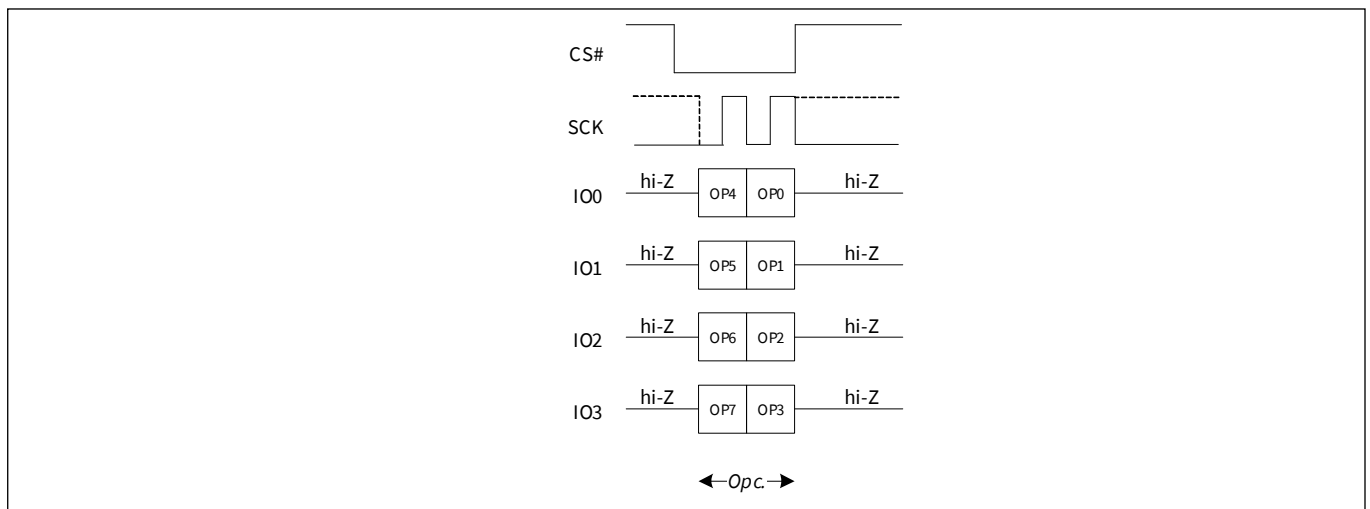 CS#
SCK
hi-Z hi-Z
IO0 OP4 OP0
hi-Z hi-Z
IO1 OP5 OP1
hi-Z hi-Z
IO2 OP6 OP2
hi-Z hi-Z
IO3 OP7 OP3
Opc.